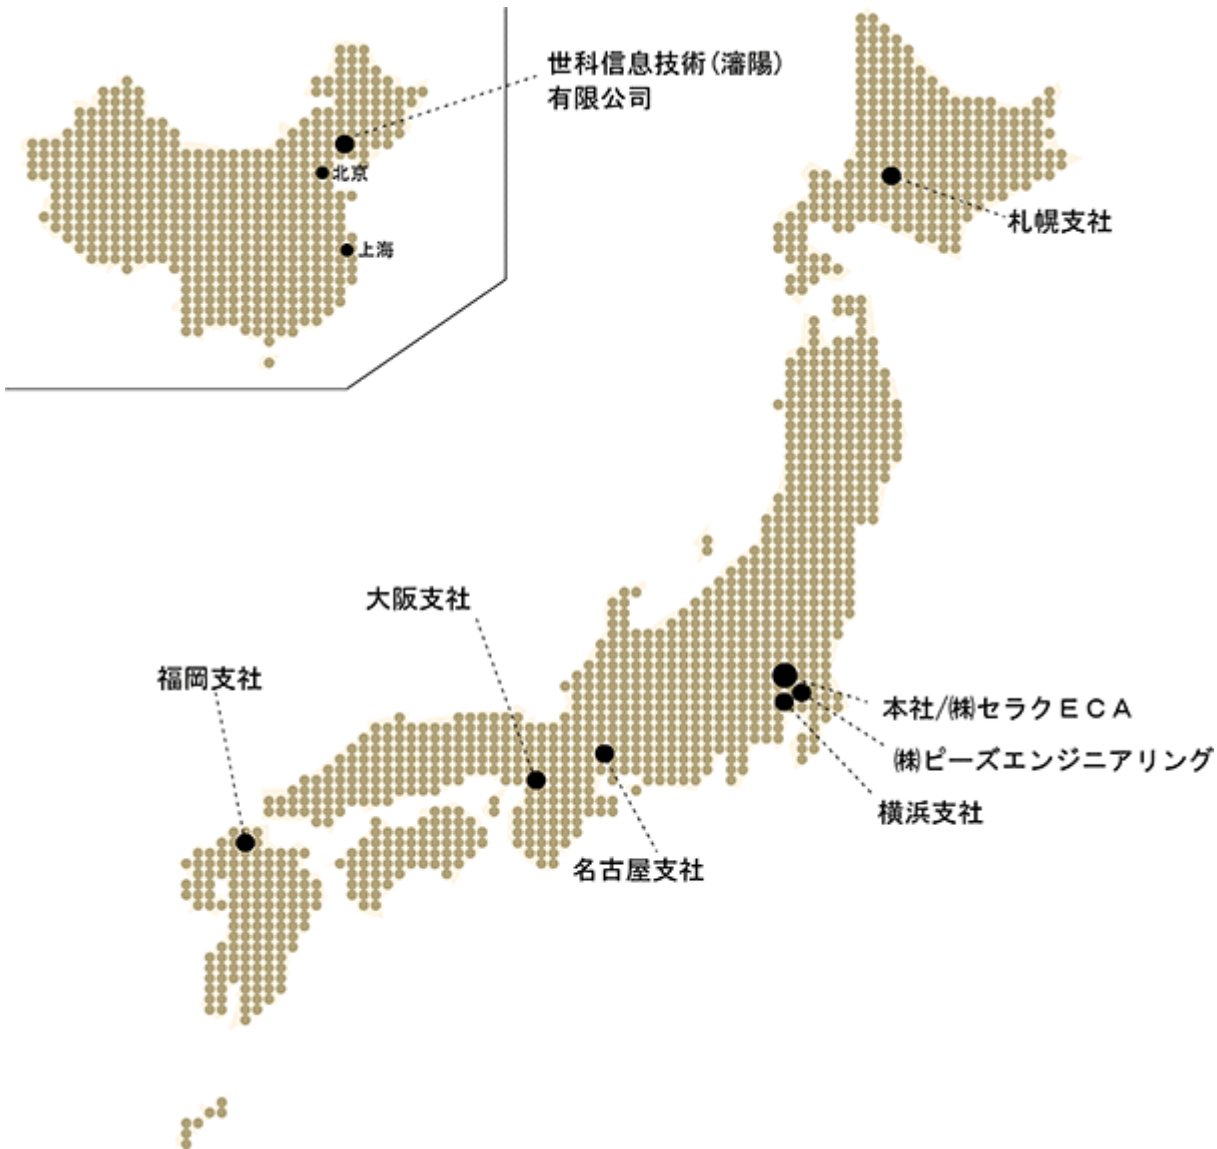 世科信息技術(瀋陽)
有限公司
北京
上海
札幌支社
大阪支社
福岡支社
本社/㈱セラクＥＣＡ
㈱ピーズエンジニアリング
横浜支社
名古屋支社